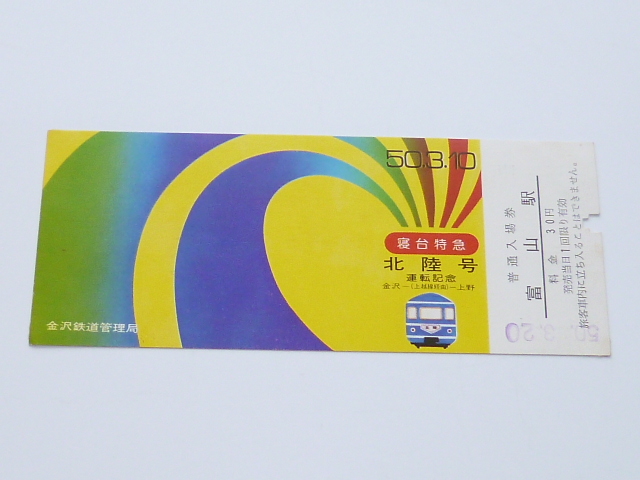 50.3.10
寝台特急
北陸号
運転記念
金沢-(上越線経由)-上野
金沢鉄道管理局
普通入場券
富山駅
料金 30円
発売当日1回限り有効
旅客車内に立ち入ることはできません。
50.3.20